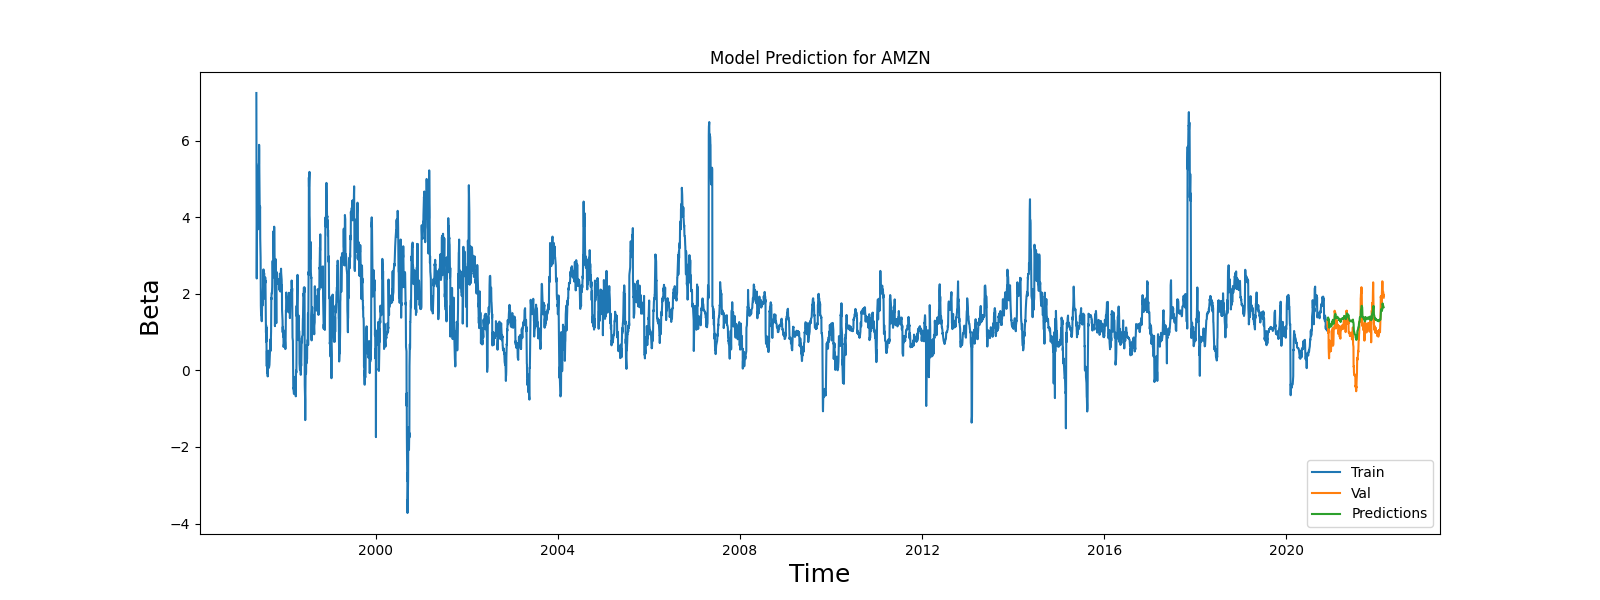 Model Prediction for AMZN
Beta
6
4
2
0
−2
−4
2000 2004 2008 2012 2016 2020
Time
Train
Val
Predictions